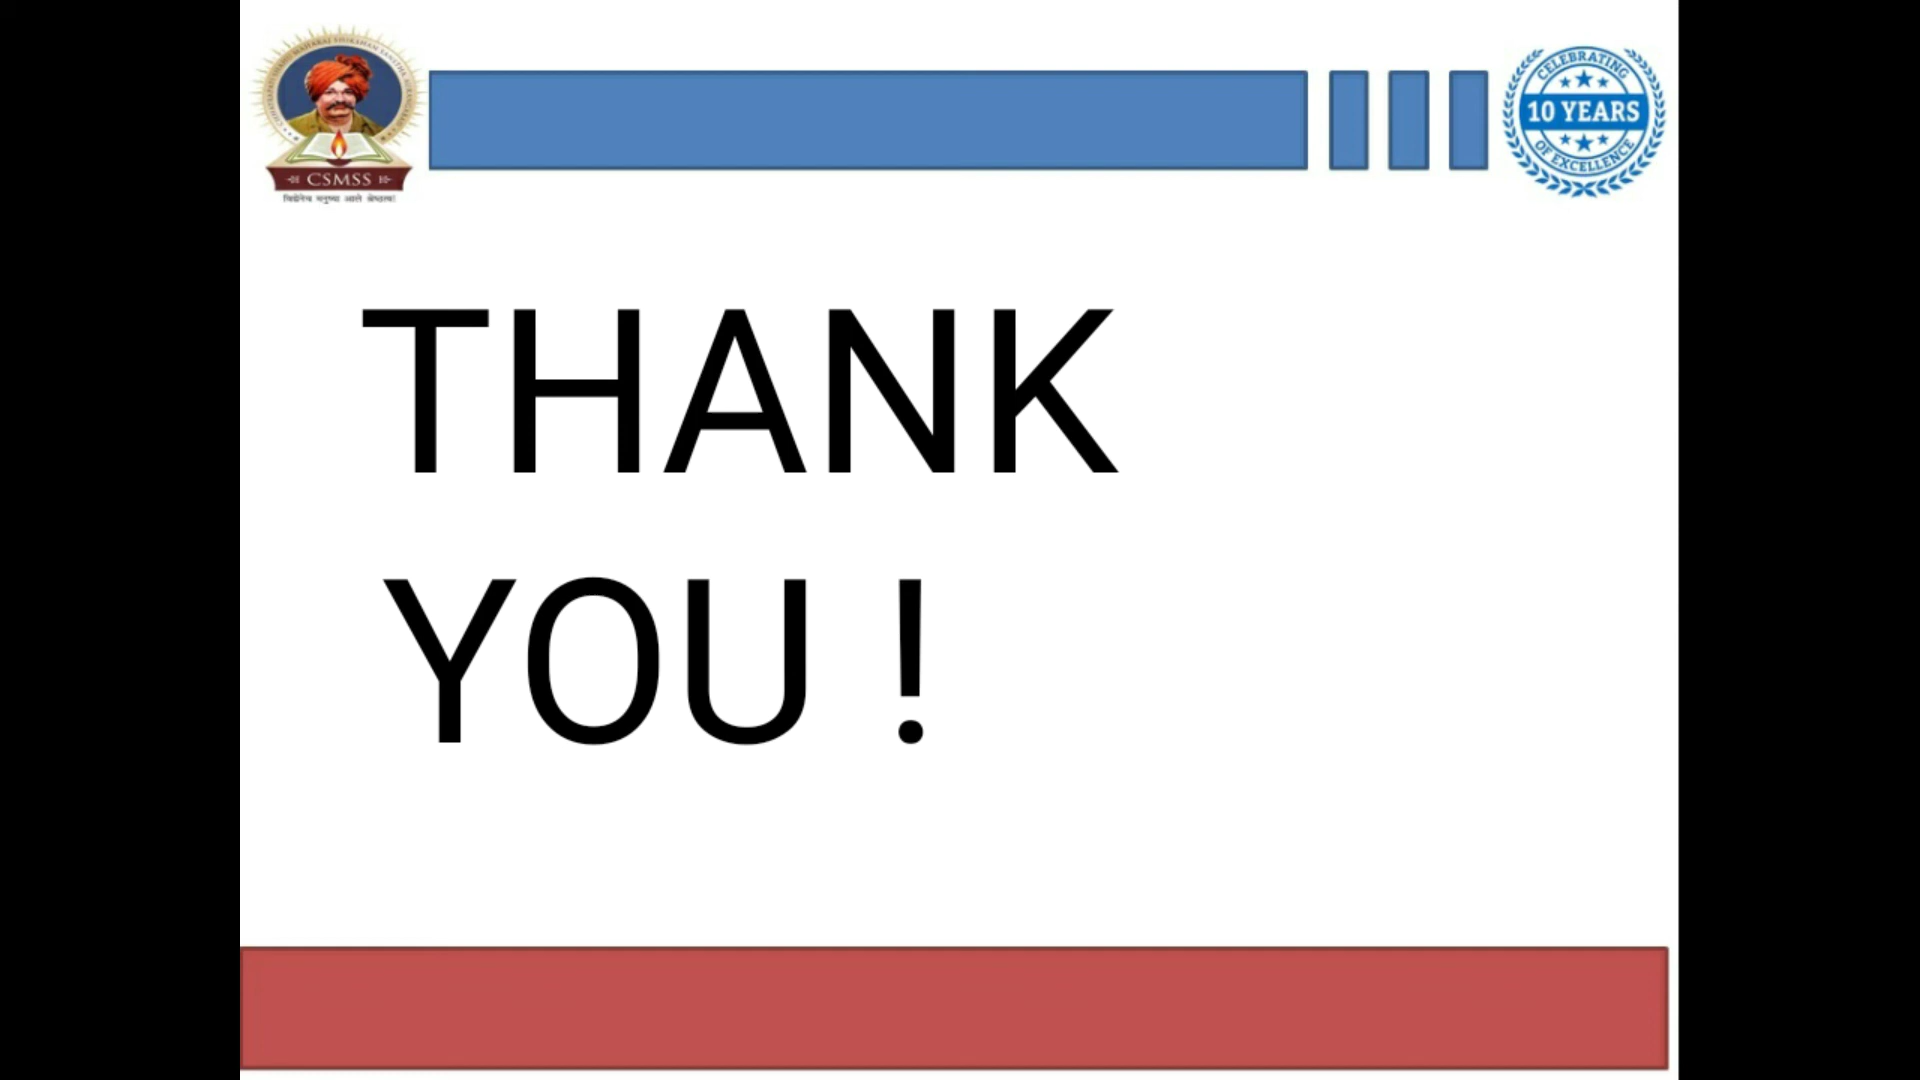 CSMSS
CELEBRATING
10 YEARS
OF EXCELLENCE
THANK
YOU !